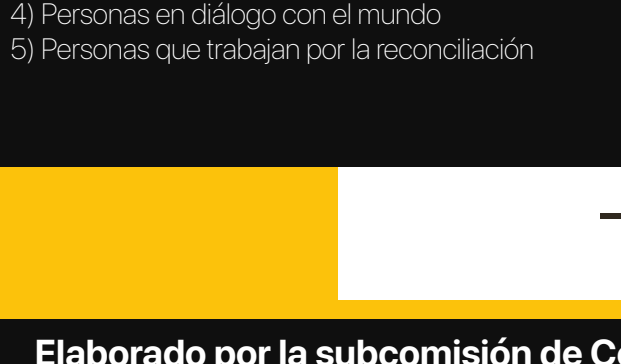 4) Personas en diálogo con el mundo
5) Personas que trabajan por la reconciliación
Elaborado por la subcomisión de